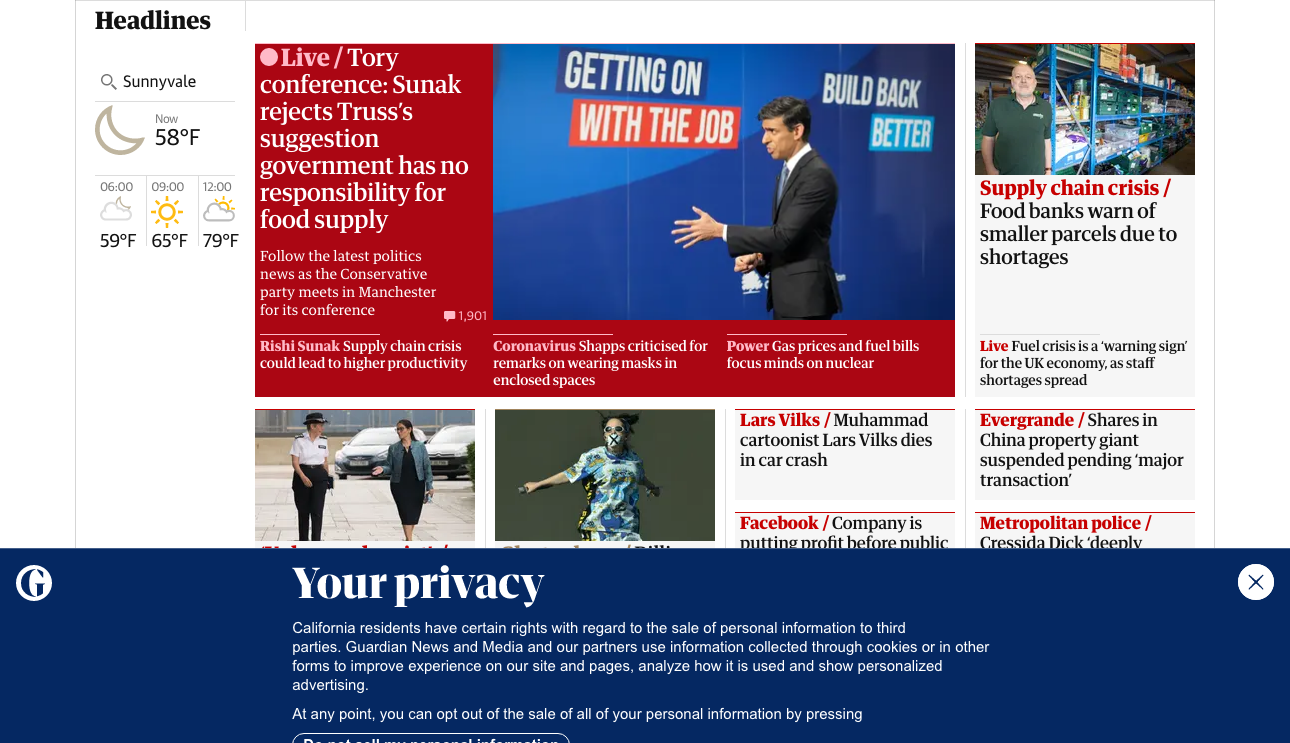 Headlines
Sunnyvale
Now
58°F
06:00
09:00
12:00
59°F
65°F
79°F
Live / Tory
conference: Sunak
rejects Truss’s
suggestion
government has no
responsibility for
food supply
Follow the latest politics
news as the Conservative
party meets in Manchester
for its conference
1,901
GETTING ON
WITH THE JOB
BUILD BACK
BETTER
Rishi Sunak Supply chain crisis
could lead to higher productivity
Coronavirus Shapps criticised for
remarks on wearing masks in
enclosed spaces
Power Gas prices and fuel bills
focus minds on nuclear
Supply chain crisis /
Food banks warn of
smaller parcels due to
shortages
Live Fuel crisis is a ‘warning sign’
for the UK economy, as staff
shortages spread
Lars Vilks / Muhammad
cartoonist Lars Vilks dies
in car crash
Evergrande / Shares in
China property giant
suspended pending ‘major
transaction’
Facebook / Company is
putting profit before public
Metropolitan police /
Cressida Dick ‘deeply
Your privacy
California residents have certain rights with regard to the sale of personal information to third
parties. Guardian News and Media and our partners use information collected through cookies or in other
forms to improve experience on our site and pages, analyze how it is used and show personalized
advertising.
At any point, you can opt out of the sale of all of your personal information by pressing
Do not sell my personal information